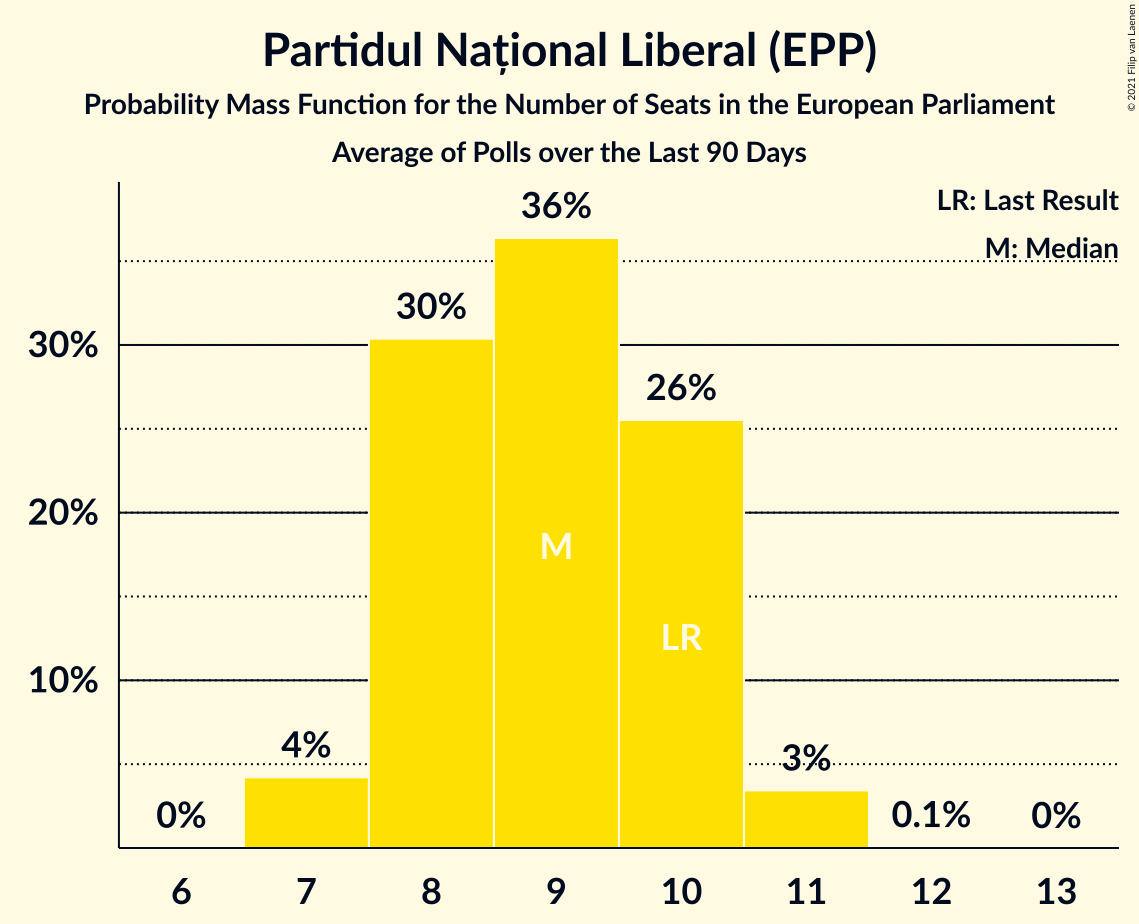 Partidul Național Liberal (EPP)
Probability Mass Function for the Number of Seats in the European Parliament
Average of Polls over the Last 90 Days
© 2021 Filip van Laenen
LR: Last Result
M: Median
36%
30%
30%
26%
20%
M
LR
10%
4%
3%
0%
0.1%
0%
6 7 8 9 10 11 12 13